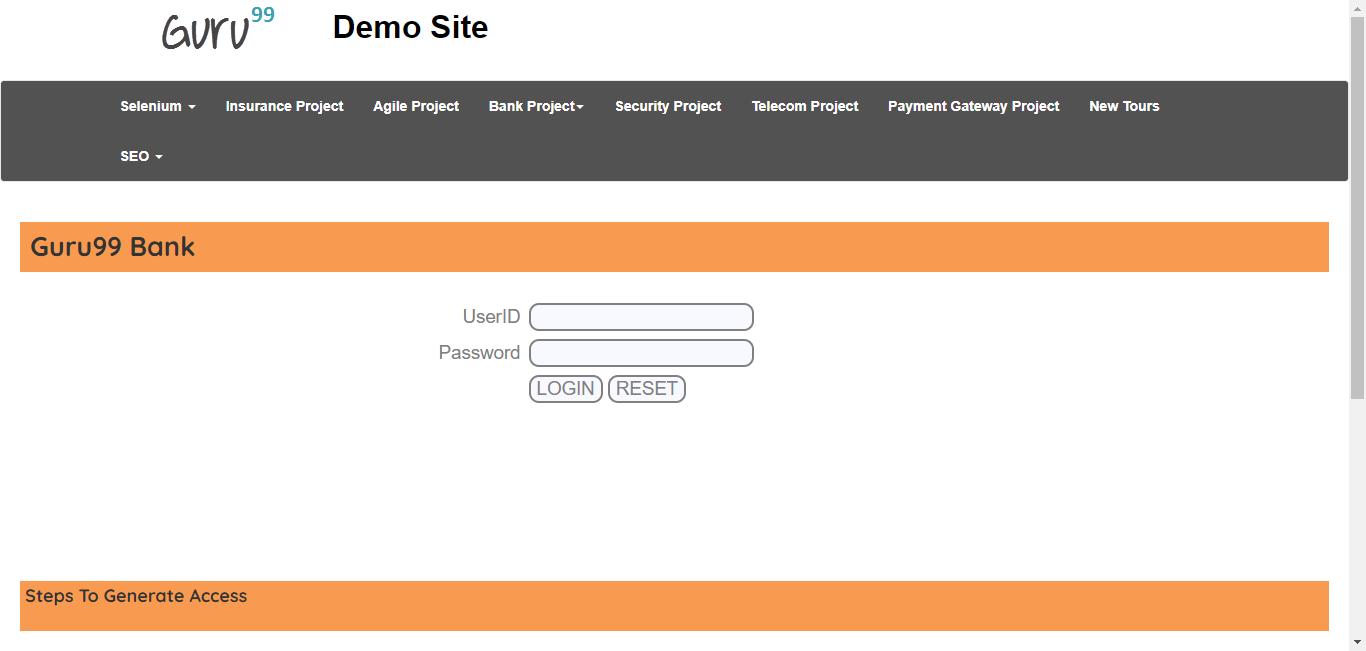 Guru99 Demo Site
Selenium Insurance Project Agile Project Bank Project Security Project Telecom Project Payment Gateway Project New Tours
SEO
Guru99 Bank
UserID
Password
LOGIN RESET
Steps To Generate Access